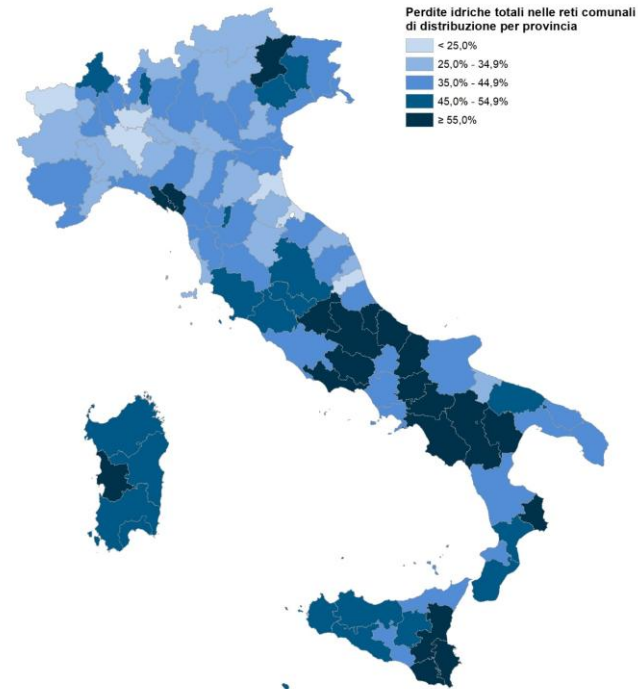 Perdite idriche totali nelle reti comunali
di distribuzione per provincia
< 25,0%
25,0% - 34,9%
35,0% - 44,9%
45,0% - 54,9%
≥ 55,0%